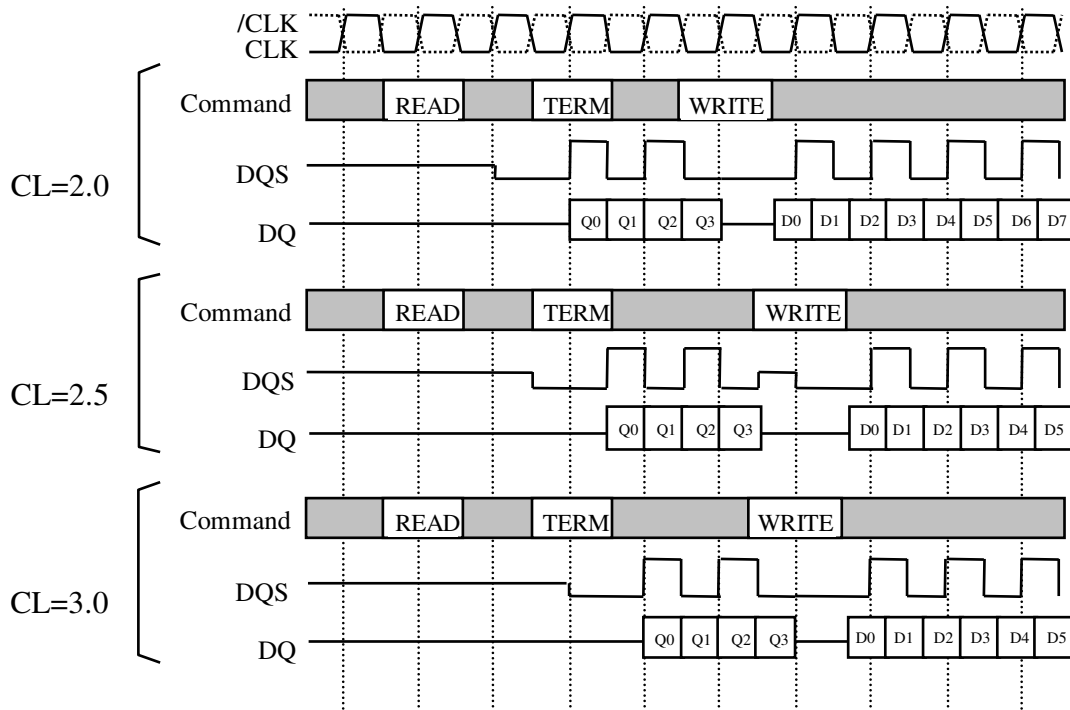 /CLK
CLK
Command READ TERM WRITE
DQS
CL=2.0
DQ Q0 Q1 Q2 Q3 D0 D1 D2 D3 D4 D5 D6 D7
Command READ TERM WRITE
DQS
CL=2.5
DQ Q0 Q1 Q2 Q3 D0 D1 D2 D3 D4 D5
Command READ TERM WRITE
DQS
CL=3.0
DQ Q0 Q1 Q2 Q3 D0 D1 D2 D3 D4 D5